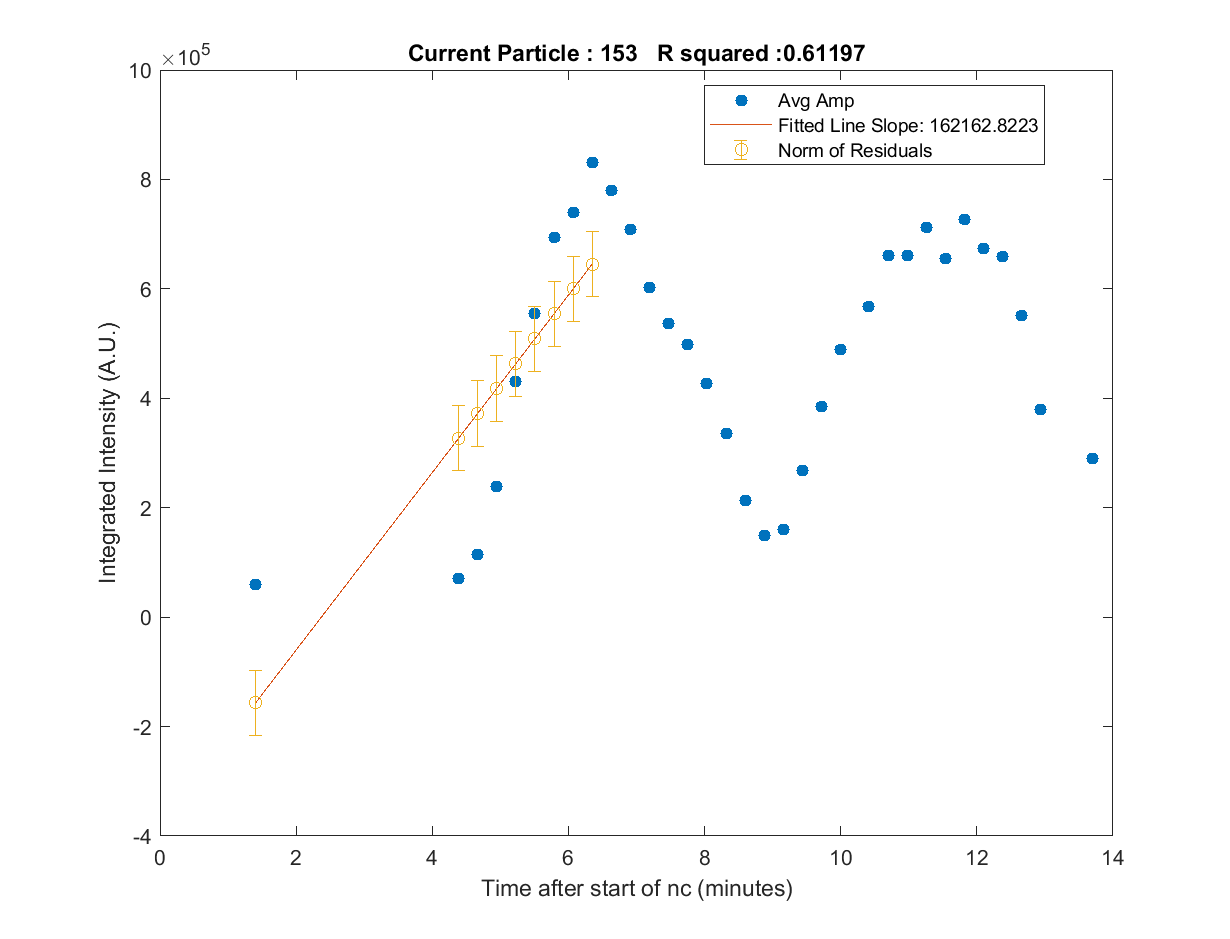 Current Particle : 153 R squared :0.61197
×10^5
10
8
6
4
2
0
-2
-4
Integrated Intensity (A.U.)
Avg Amp
Fitted Line Slope: 162162.8223
Norm of Residuals
0 2 4 6 8 10 12 14
Time after start of nc (minutes)